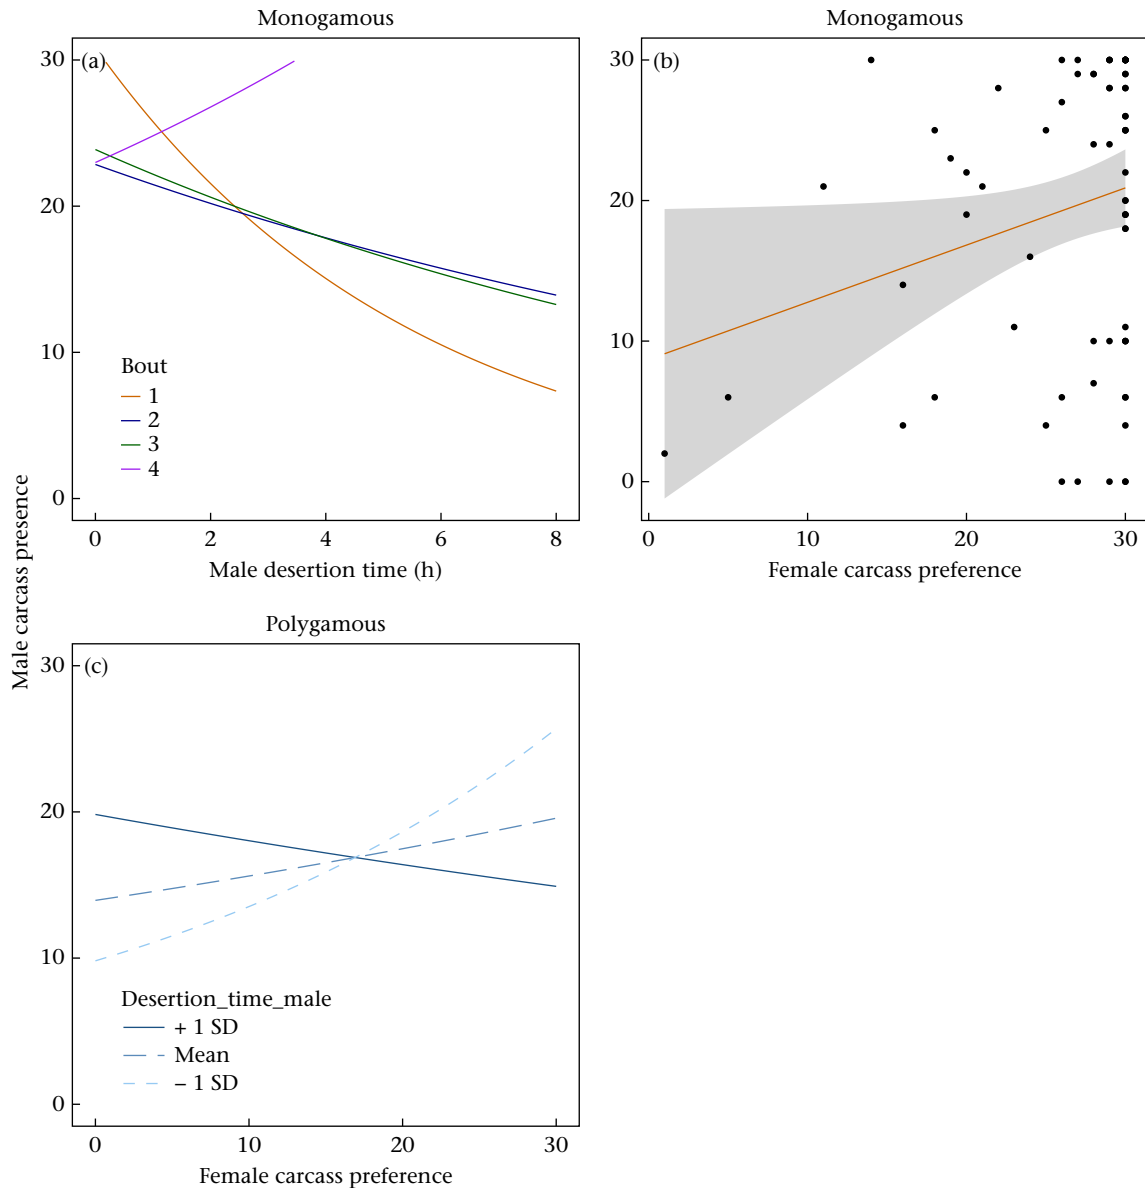 Monogamous
(a)
30
20
10
0
Bout
1
2
3
4
0 2 4 6 8
Male desertion time (h)
Monogamous
(b)
30
20
10
0
0 10 20 30
Female carcass preference
Male carcass presence
Polygamous
(c)
30
20
10
0
Desertion_time_male
+ 1 SD
Mean
− 1 SD
0 10 20 30
Female carcass preference